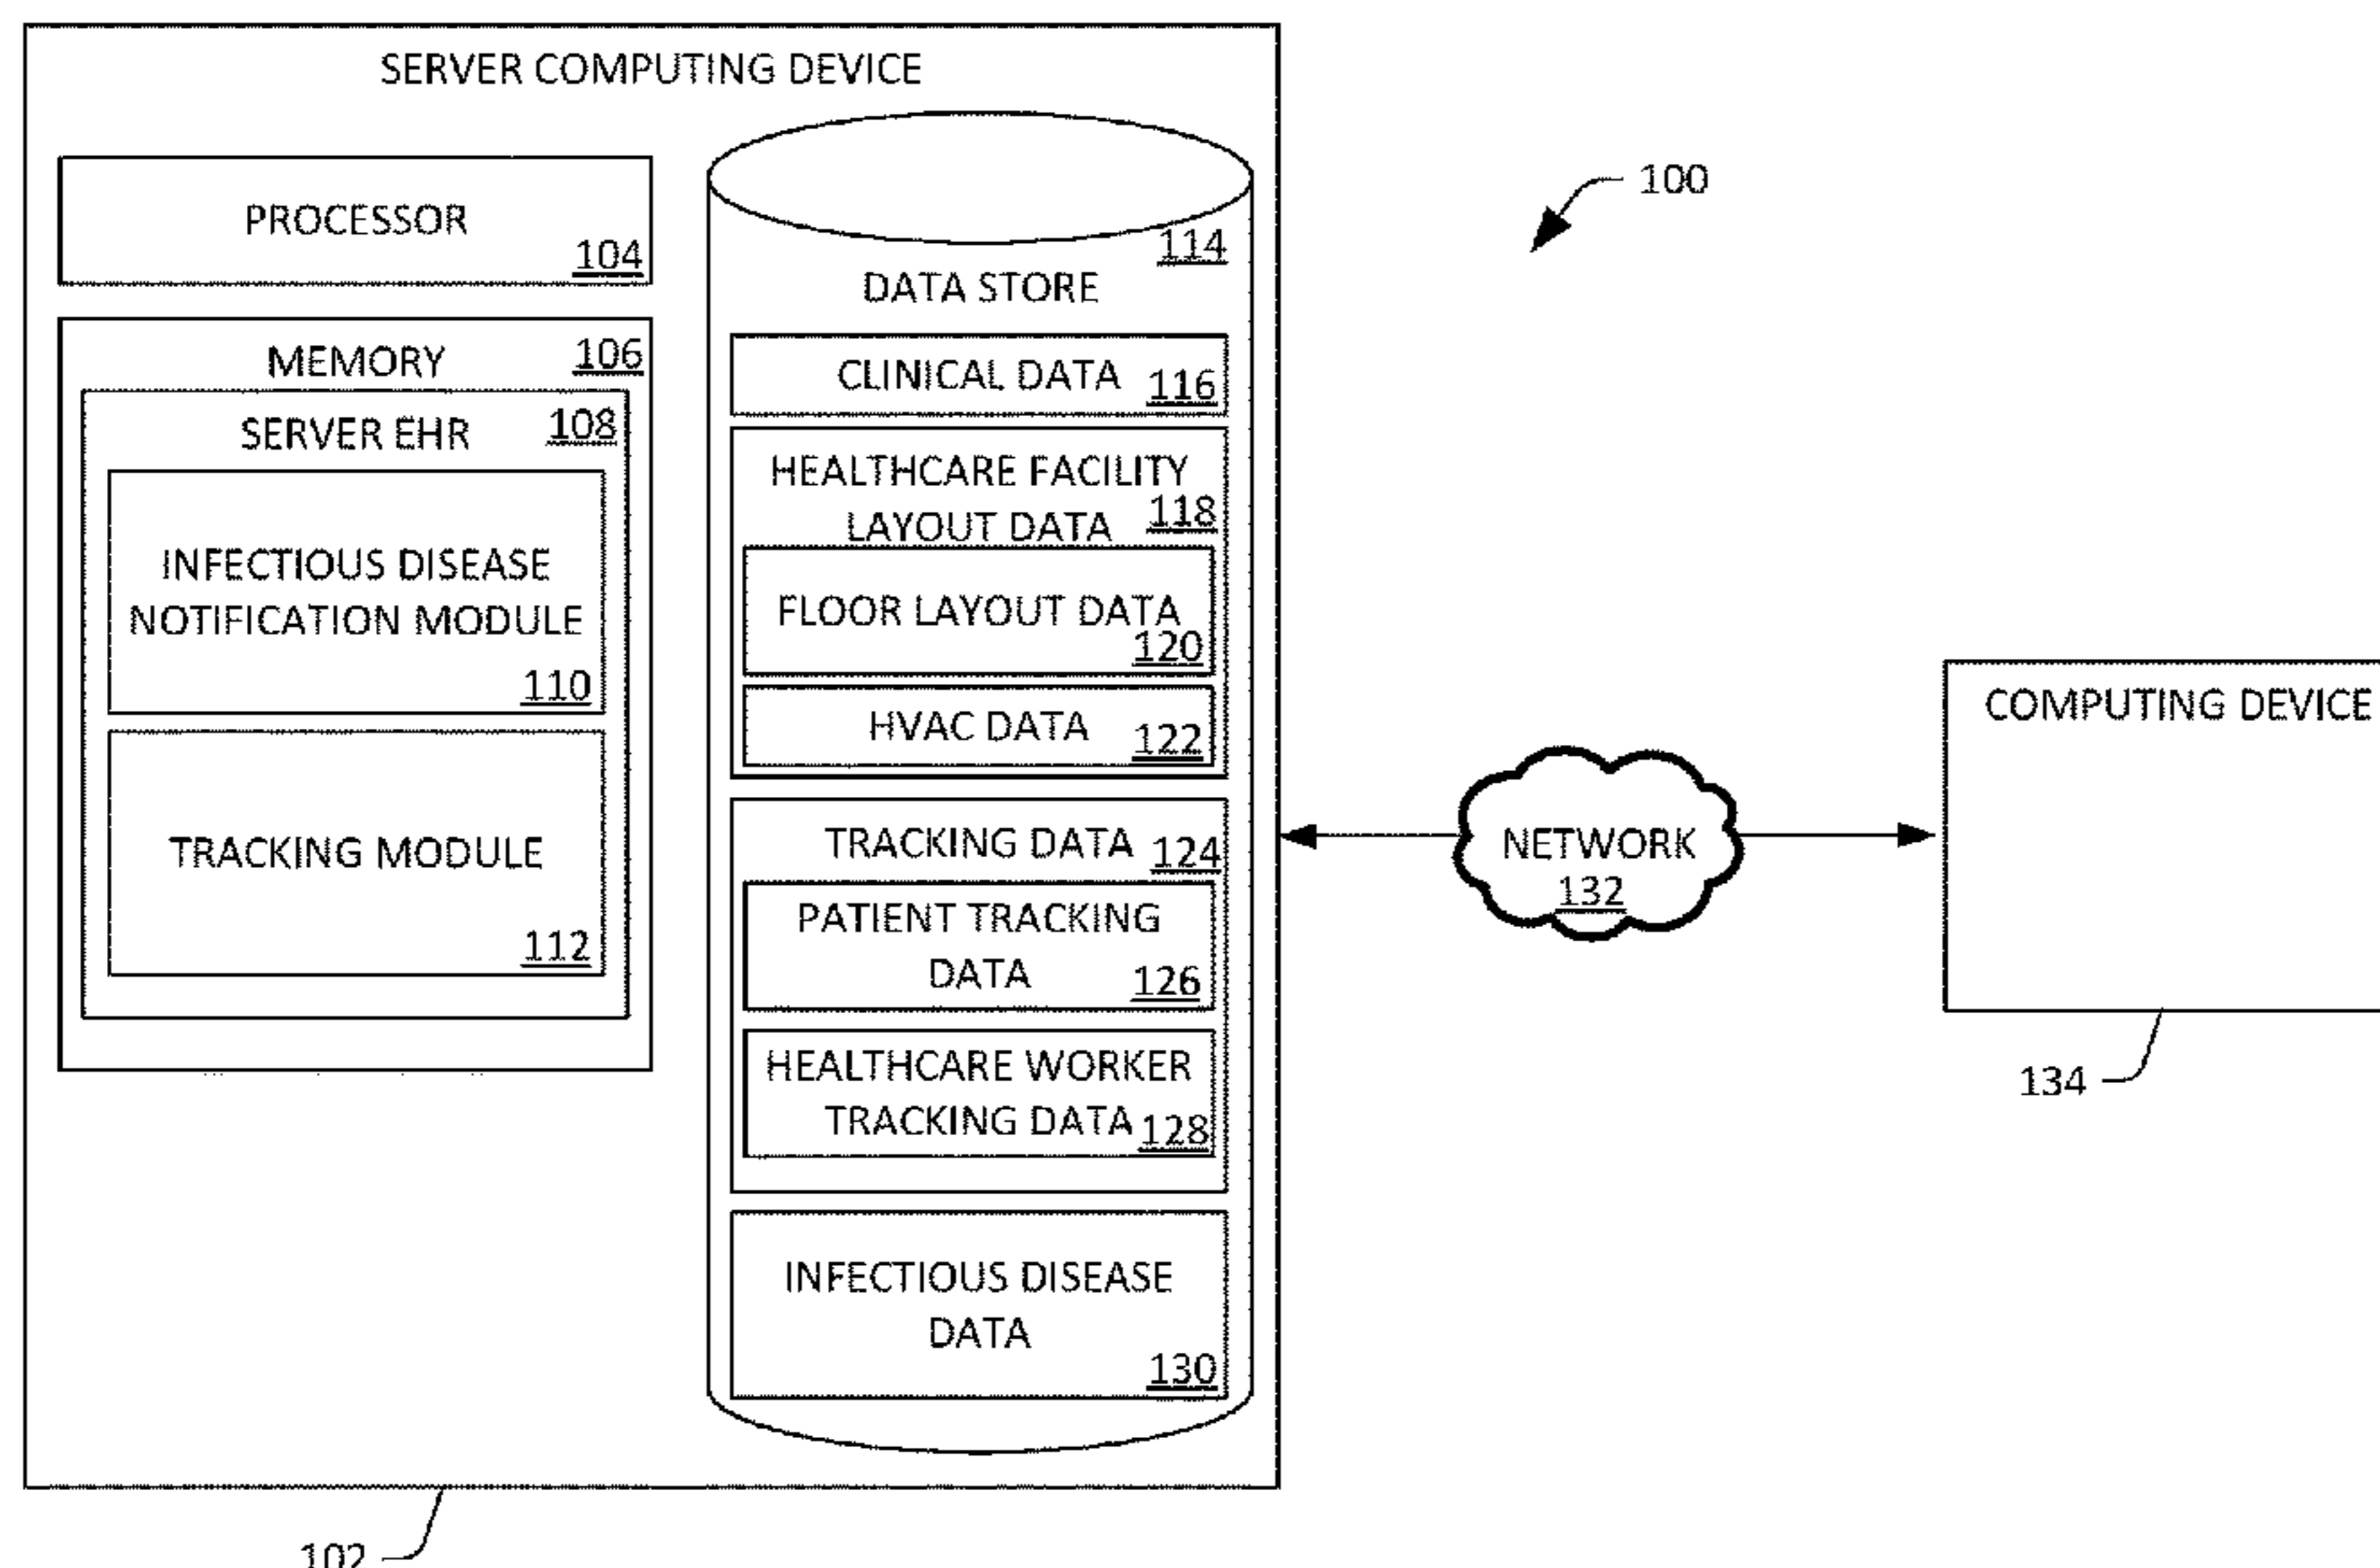 SERVER COMPUTING DEVICE
PROCESSOR
104
MEMORY 106
SERVER EHR 108
INFECTIOUS DISEASE
NOTIFICATION MODULE
110
TRACKING MODULE
112
114
DATA STORE
CLINICAL DATA 116
HEALTHCARE FACILITY
LAYOUT DATA 118
FLOOR LAYOUT DATA
120
HVAC DATA 122
TRACKING DATA 124
PATIENT TRACKING
DATA 126
HEALTHCARE WORKER
TRACKING DATA 128
INFECTIOUS DISEASE
DATA
130
102
100
NETWORK
132
COMPUTING DEVICE
134